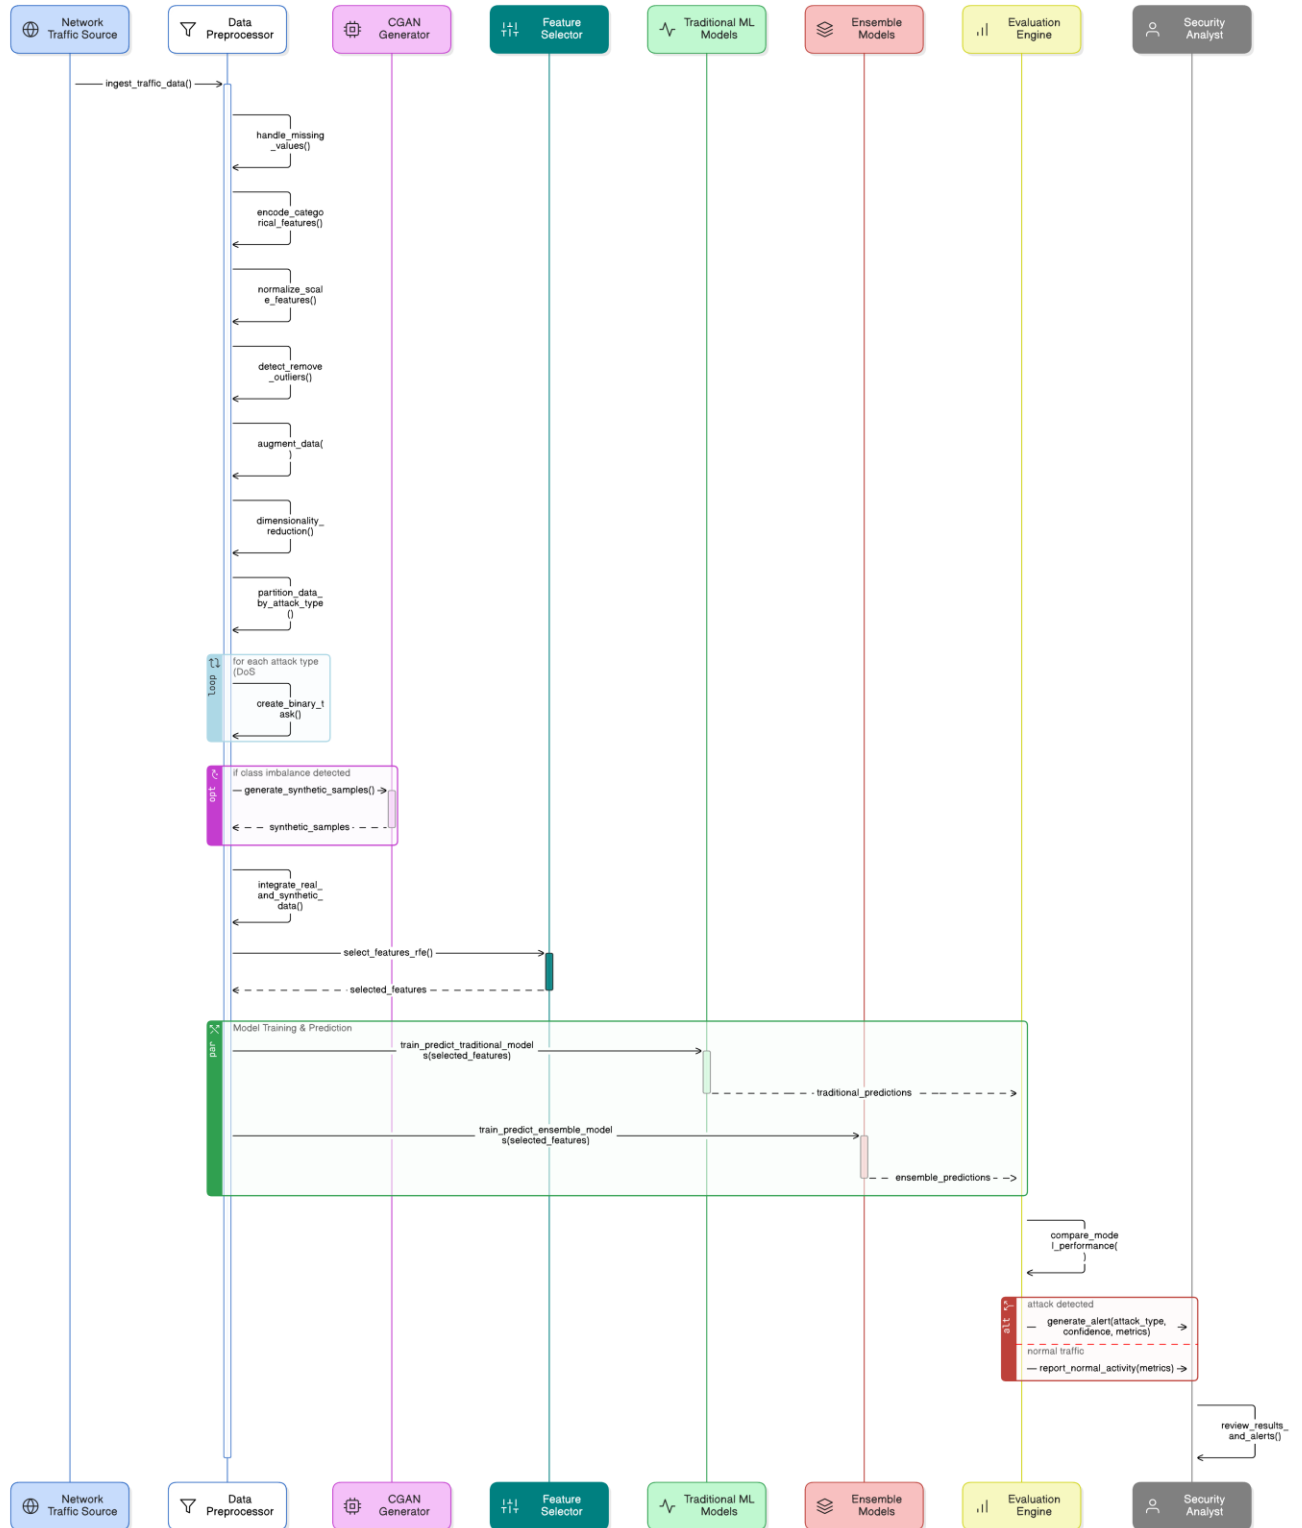 Network
Traffic Source
Data
Preprocessor
CGAN
Generator
Feature
Selector
Traditional ML
Models
Ensemble
Models
Evaluation
Engine
Security
Analyst
ingest_traffic_data()
handle_missing
_values()
encode_catego
rical_features()
normalize_scal
e_features()
detect_remove
_outliers()
augment_data(
)
dimensionality_
reduction()
partition_data_
by_attack_type
()
loop
for each attack type
(DoS
create_binary_t
ask()
opt
if class imbalance detected
generate_synthetic_samples()
synthetic_samples
integrate_real_
and_synthetic_
data()
select_features_rfe()
selected_features
par
Model Training & Prediction
train_predict_traditional_model
s(selected_features)
traditional_predictions
train_predict_ensemble_model
s(selected_features)
ensemble_predictions
compare_mode
l_performance(
)
alt
attack detected
generate_alert(attack_type,
confidence, metrics)
normal traffic
report_normal_activity(metrics)
review_results_
and_alerts()
Network
Traffic Source
Data
Preprocessor
CGAN
Generator
Feature
Selector
Traditional ML
Models
Ensemble
Models
Evaluation
Engine
Security
Analyst